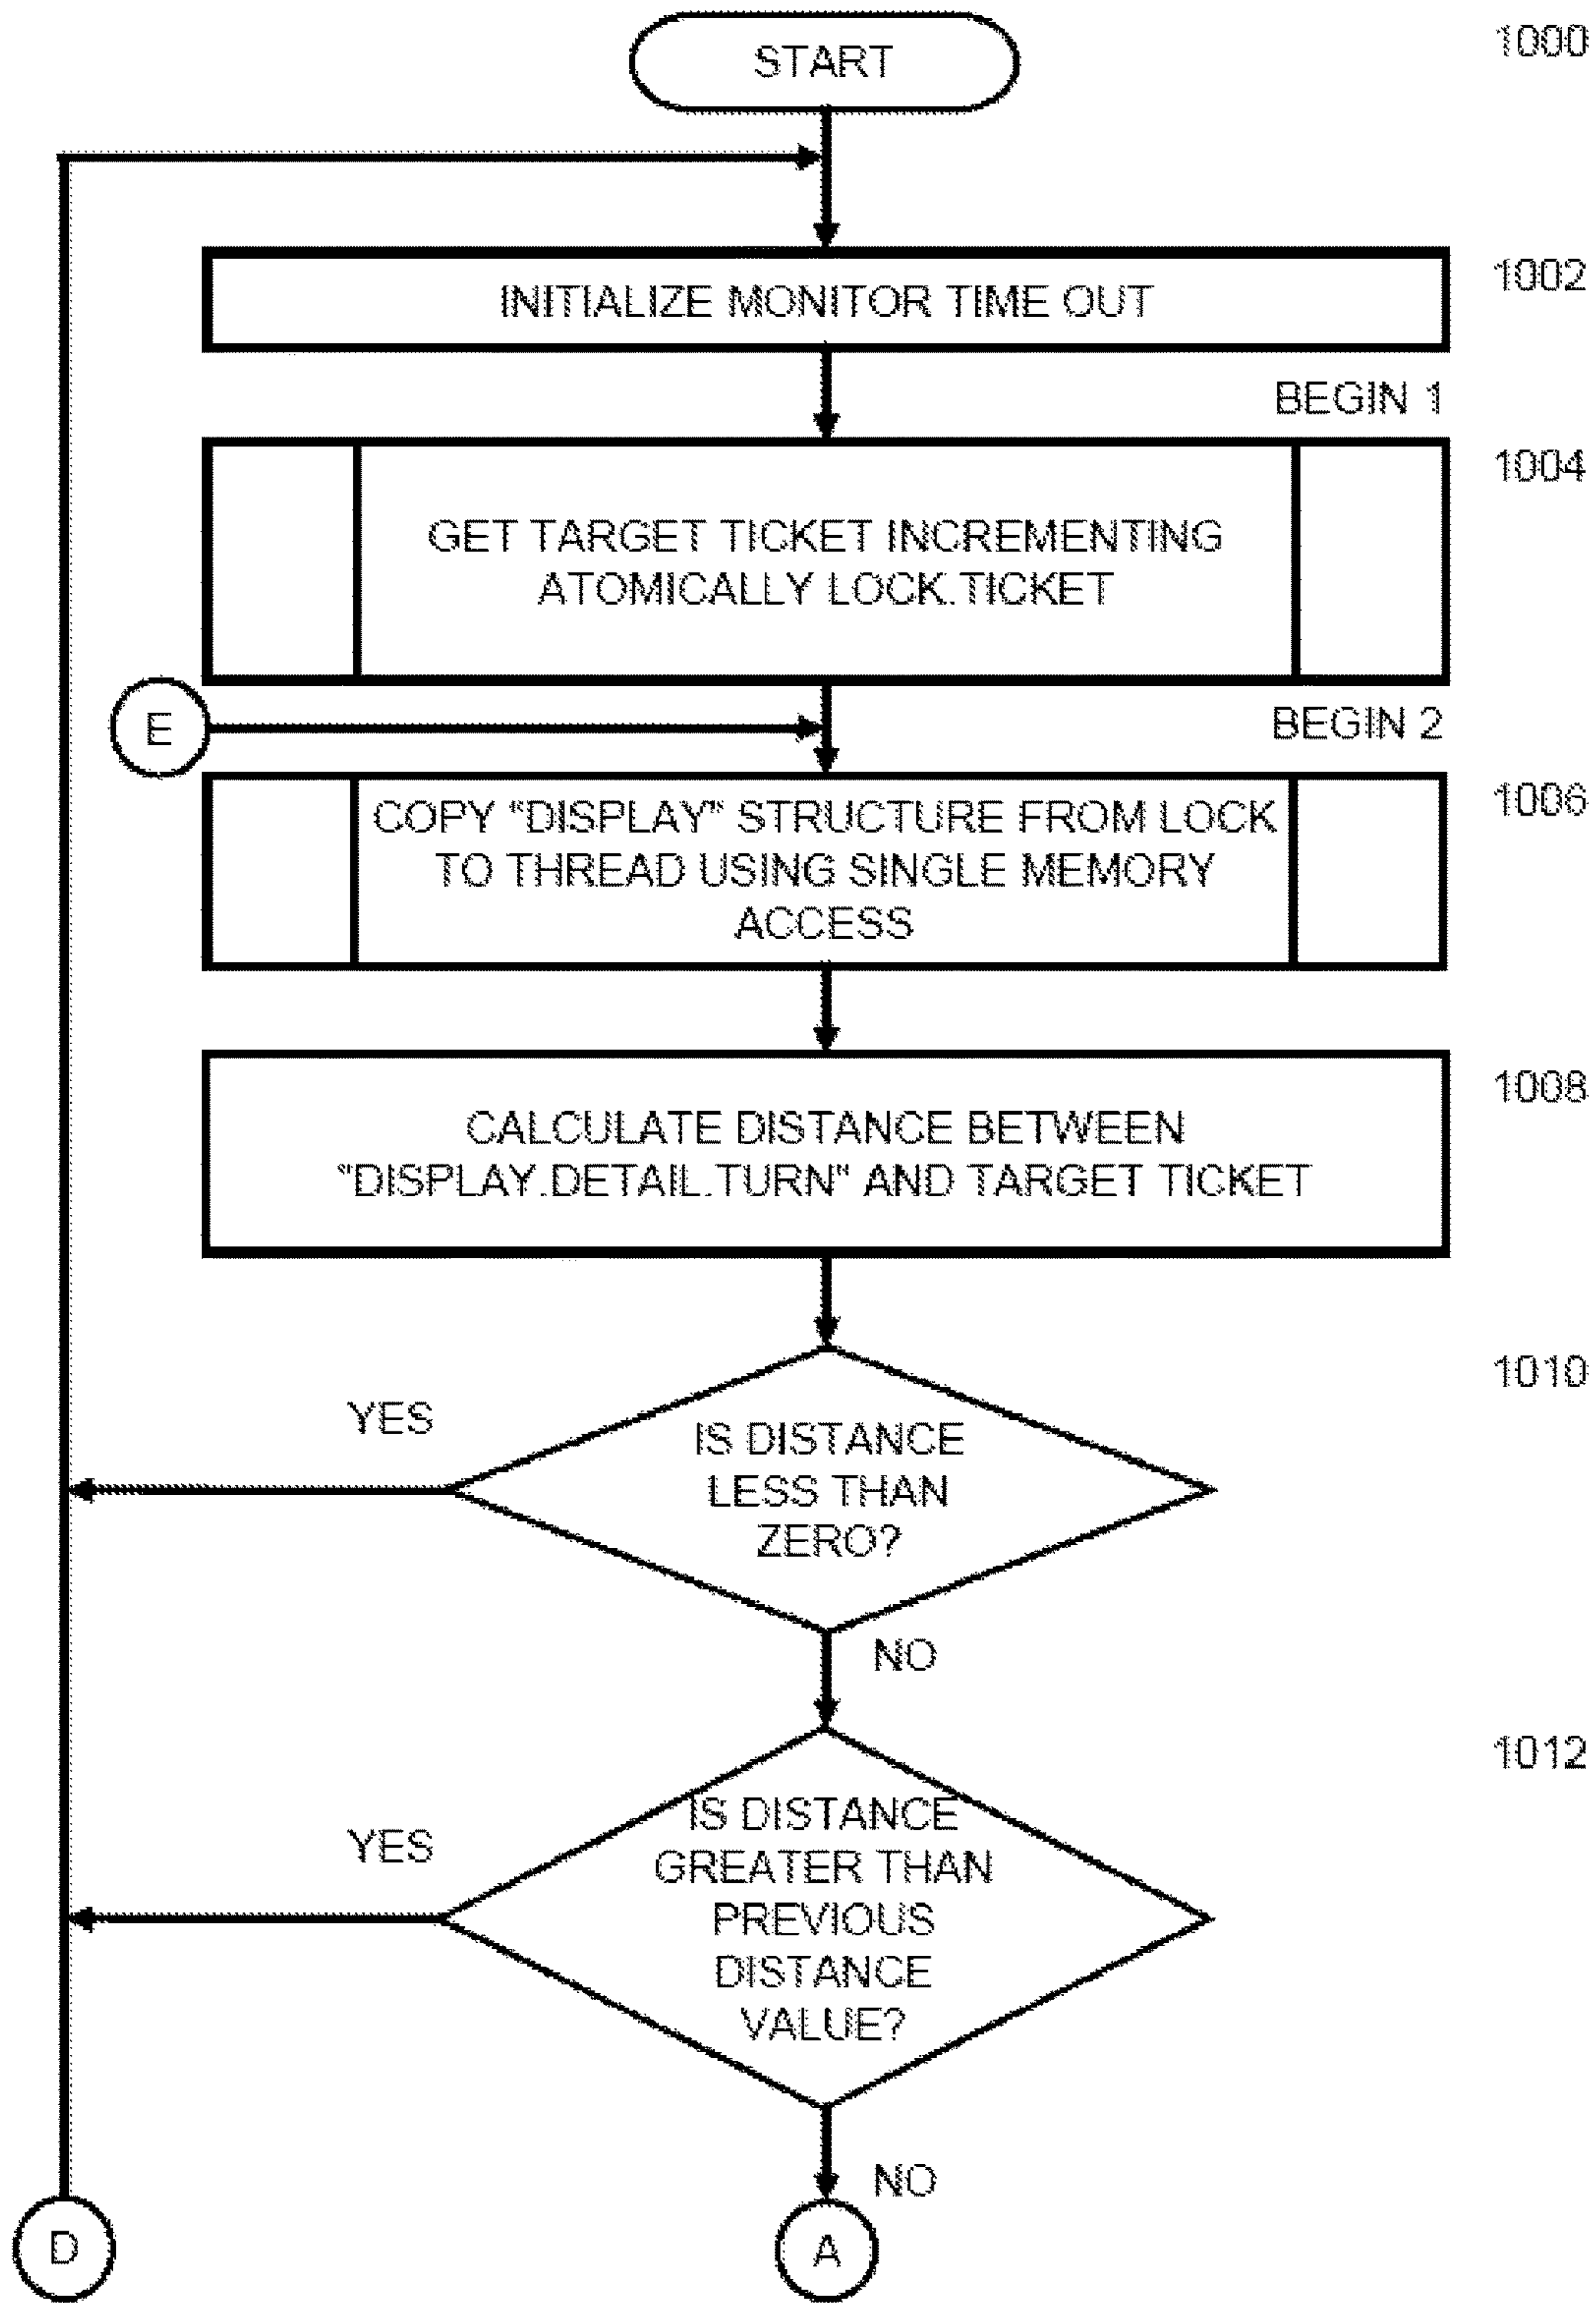 START
1000
INITIALIZE MONITOR TIME OUT
1002
BEGIN 1
1004
GET TARGET TICKET INCREMENTING
ATOMICALLY LOCK.TICKET
E
BEGIN 2
1006
COPY "DISPLAY" STRUCTURE FROM LOCK
TO THREAD USING SINGLE MEMORY
ACCESS
1008
CALCULATE DISTANCE BETWEEN
"DISPLAY.DETAIL.TURN" AND TARGET TICKET
1010
YES
IS DISTANCE
LESS THAN
ZERO?
NO
1012
YES
IS DISTANCE
GREATER THAN
PREVIOUS
DISTANCE
VALUE?
NO
D
A